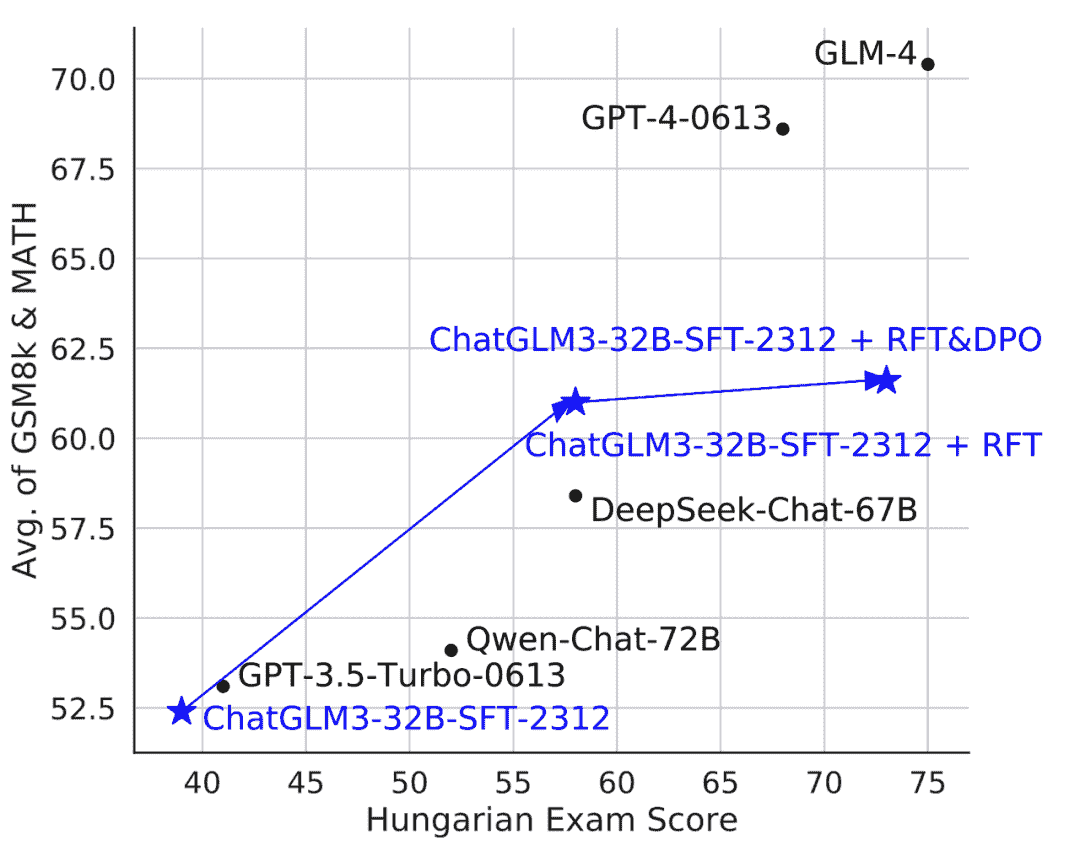 GLM-4
70.0
GPT-4-0613
67.5
65.0
ChatGLM3-32B-SFT-2312 + RFT&DPO
62.5
60.0
ChatGLM3-32B-SFT-2312 + RFT
DeepSeek-Chat-67B
57.5
55.0
Qwen-Chat-72B
GPT-3.5-Turbo-0613
52.5
ChatGLM3-32B-SFT-2312
Avg. of GSM8k & MATH
40 45 50 55 60 65 70 75
Hungarian Exam Score